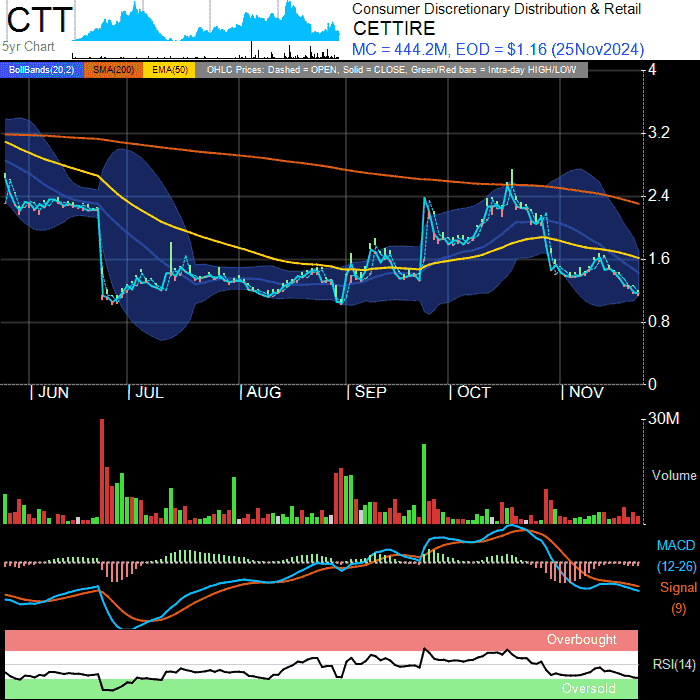 CTT
5yr Chart
Consumer Discretionary Distribution & Retail
CETTIRE
MC = 444.2M, EOD = $1.16 (25Nov2024)
BollBands(20,2) SMA(200) EMA(50) OHLC Prices: Dashed = OPEN, Solid = CLOSE, Green/Red bars = Intra-day HIGH/LOW
4
3.2
2.4
1.6
0.8
0
JUN JUL AUG SEP OCT NOV
30M
Volume
MACD
(12-26)
Signal
(9)
Overbought
RSI(14)
Oversold